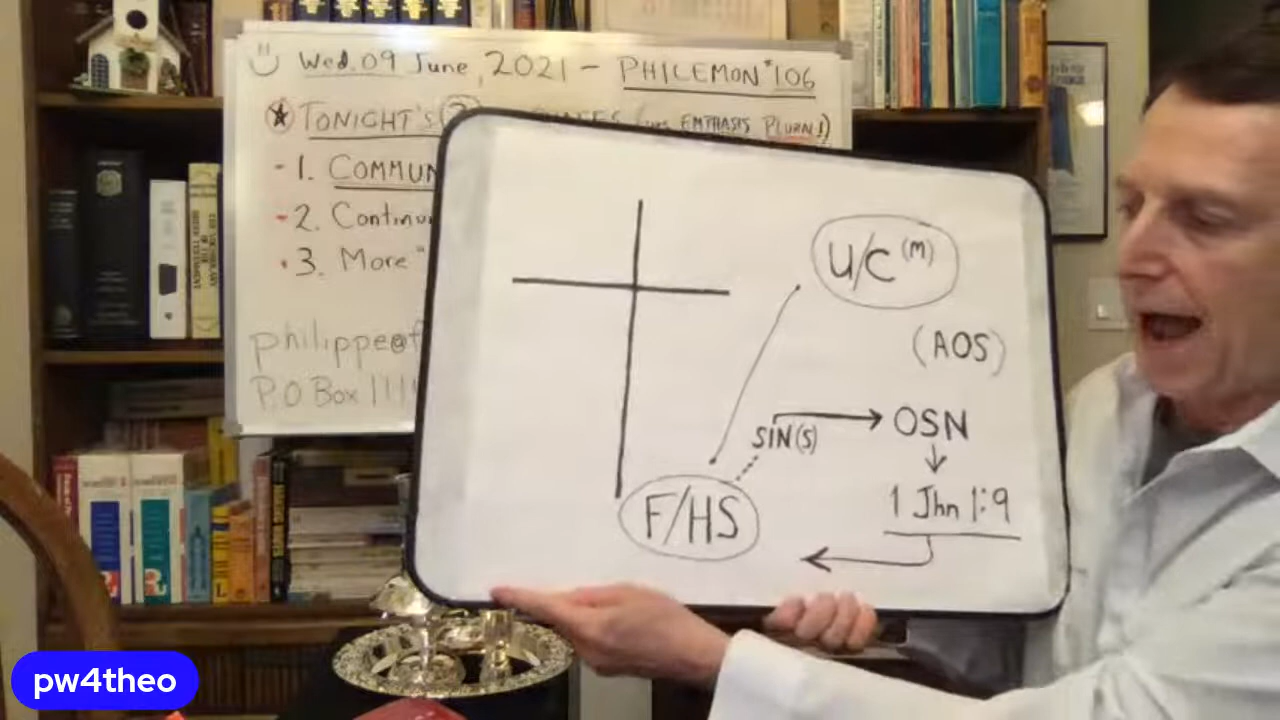 Wed. 09 June, 2021 - PHILEMON #106
TONIGHT'S EMPHASIS PLURAL!)
- 1. COMMUN
- 2. Continu
- 3. More "
philippe@f
P.O Box 111
U/C (M)
(AOS)
SIN(S) → OSN
↓
1 Jhn 1:9
F/HS
pw4theo